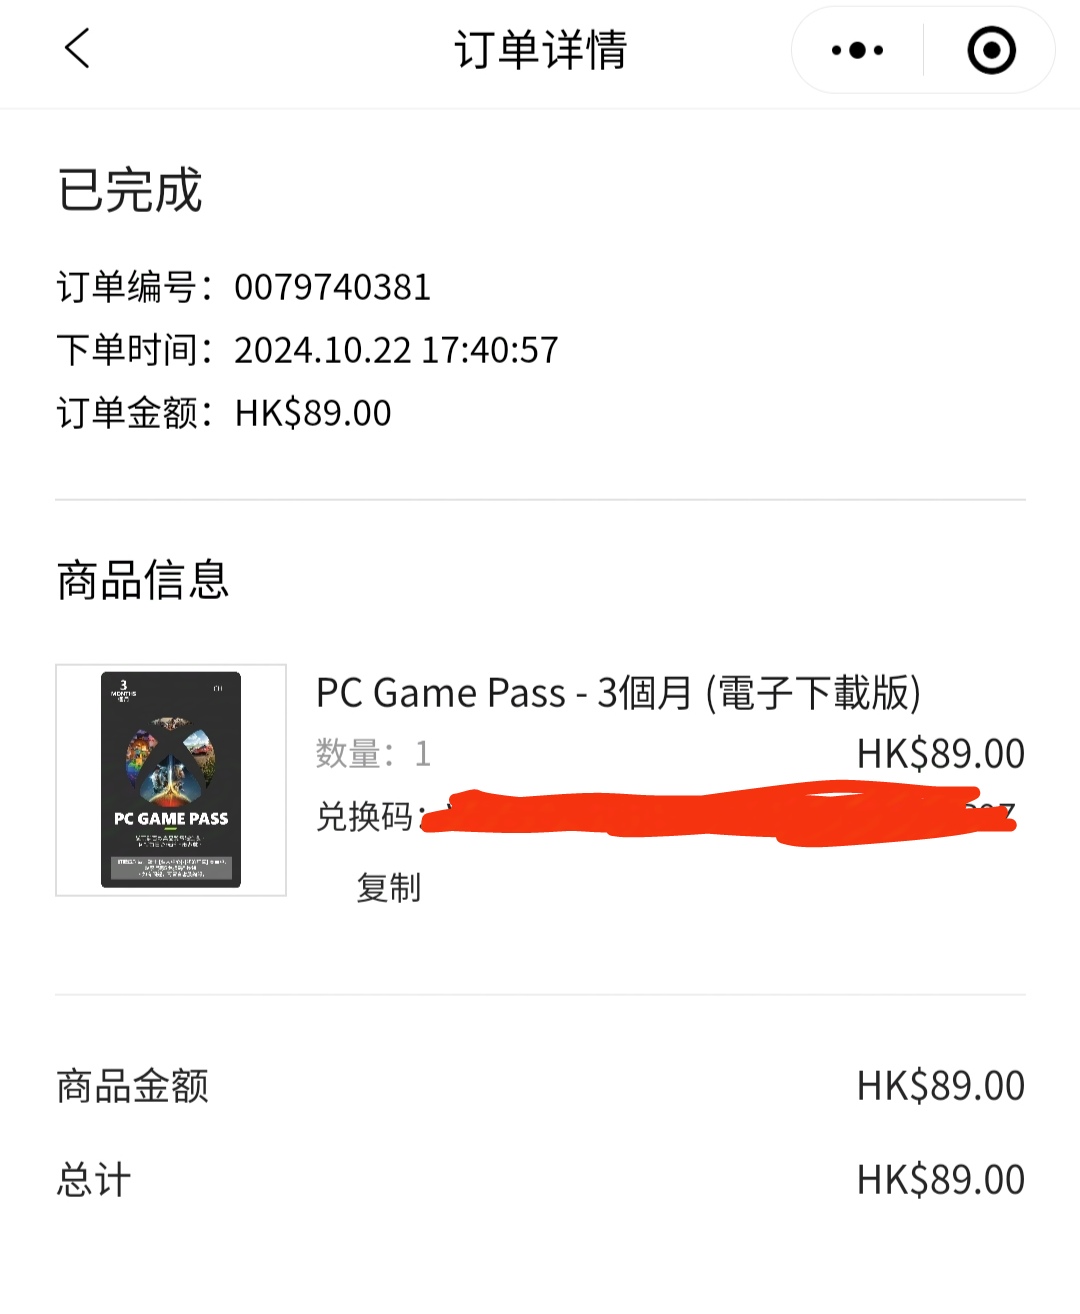 订单详情
已完成
订单编号：0079740381
下单时间：2024.10.22 17:40:57
订单金额：HK$89.00
商品信息
3
MONTHS
個月
PC GAME PASS
PC Game Pass - 3個月 (電子下載版)
数量：1
HK$89.00
兑换码：
复制
商品金额
HK$89.00
总计
HK$89.00